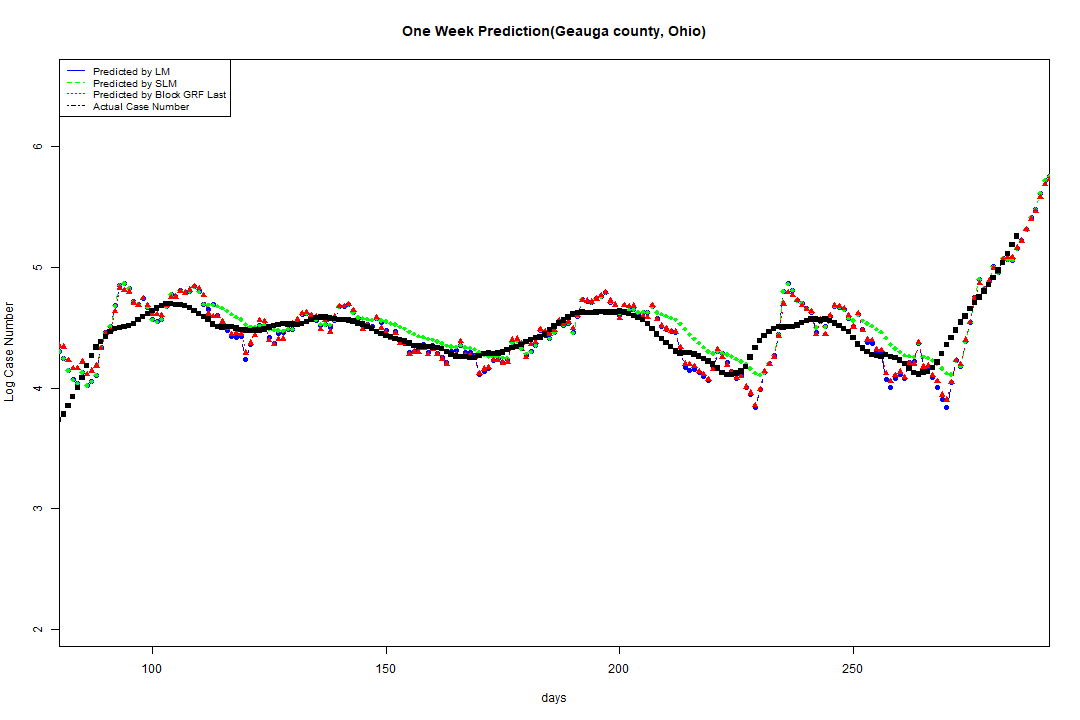 One Week Prediction(Geauga county, Ohio)
Predicted by LM
Predicted by SLM
Predicted by Block GRF Last
Actual Case Number
6
5
4
3
2
Log Case Number
100
150
200
250
days